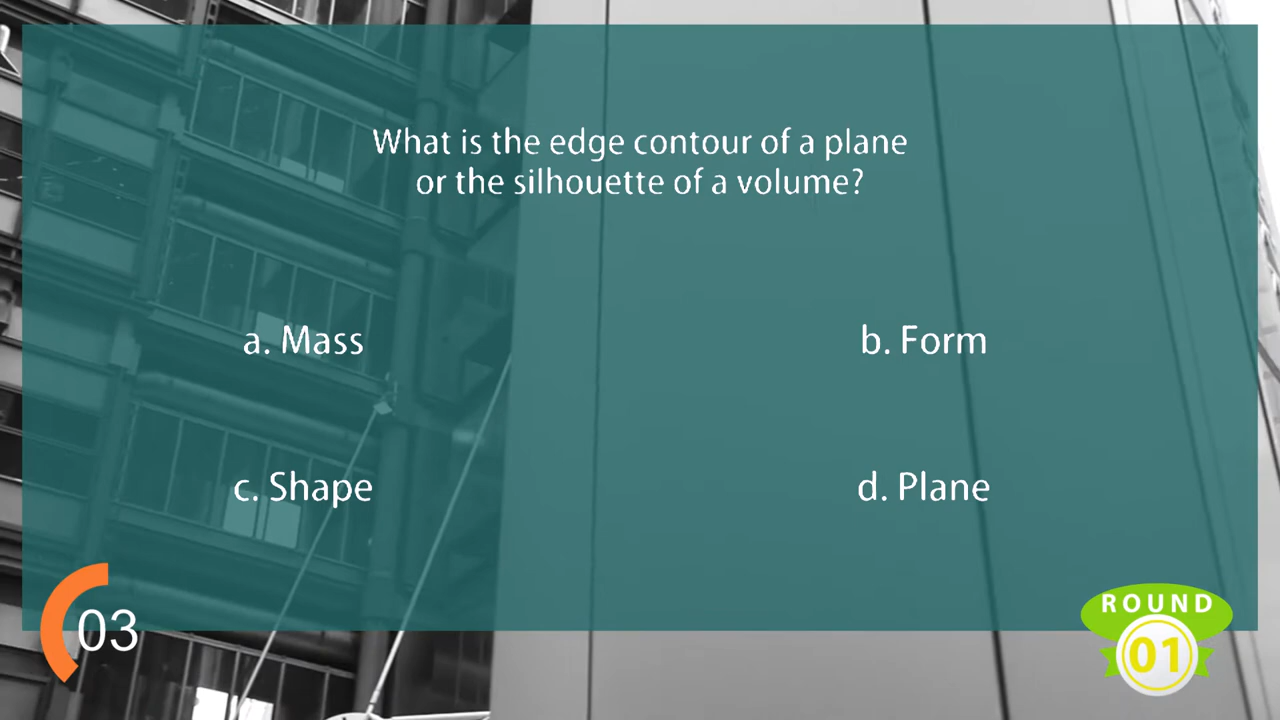 What is the edge contour of a plane
or the silhouette of a volume?
a. Mass
b. Form
c. Shape
d. Plane
03
ROUND
01